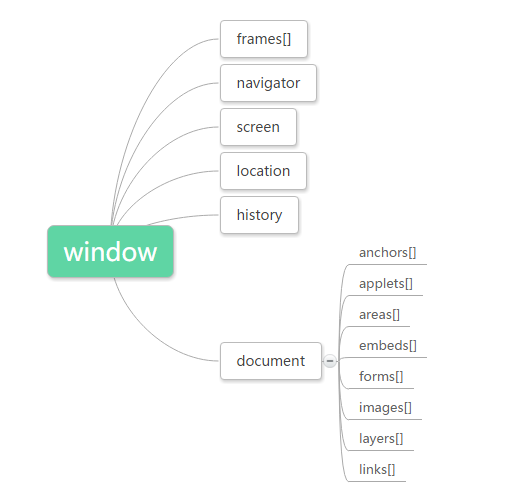 frames[]
navigator
screen
location
history
window
document
anchors[]
applets[]
areas[]
embeds[]
forms[]
images[]
layers[]
links[]